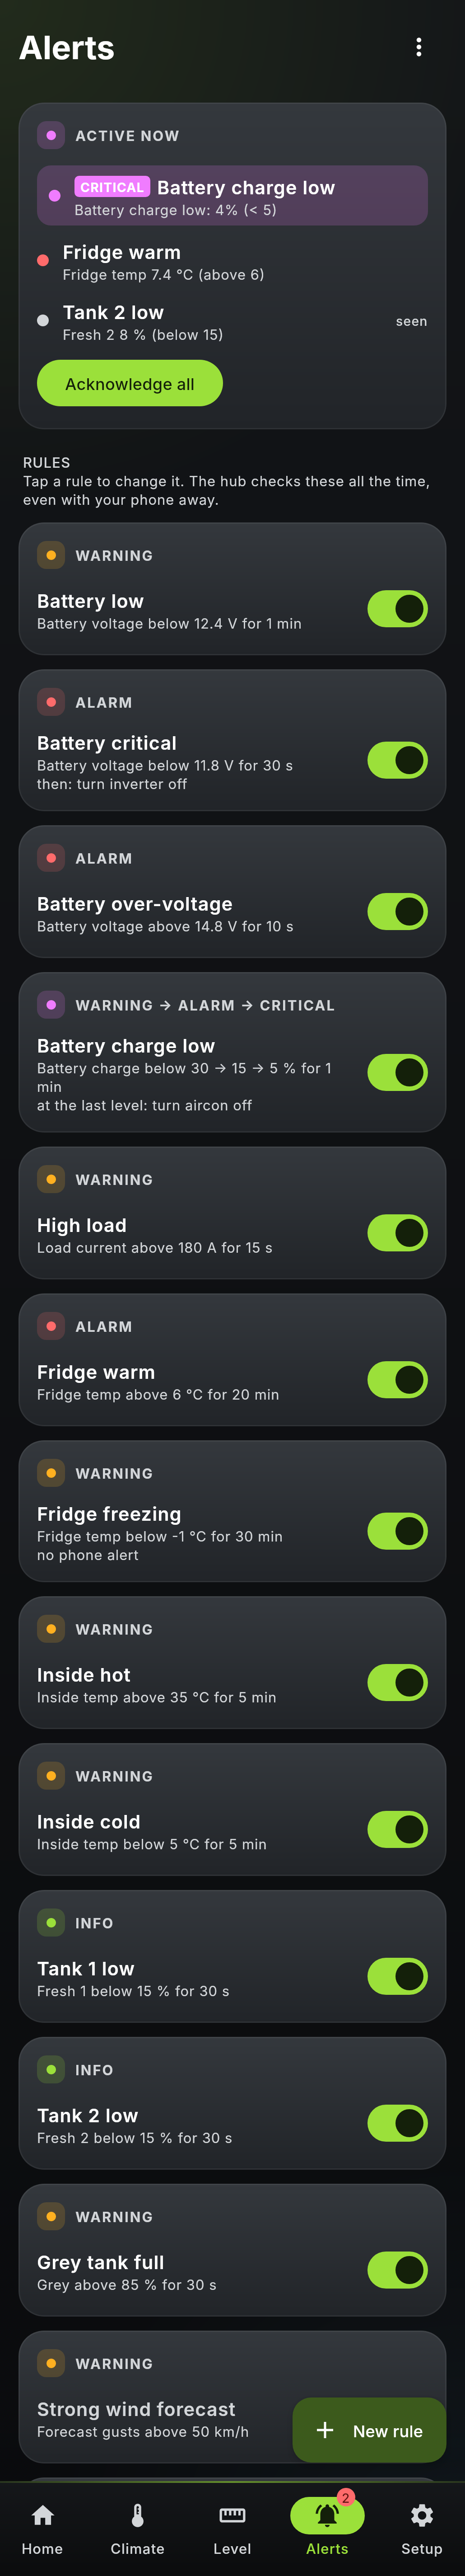 Alerts
ACTIVE NOW
CRITICAL Battery charge low
Battery charge low: 4% (< 5)
Fridge warm
Fridge temp 7.4 °C (above 6)
Tank 2 low
Fresh 2 8 % (below 15)
seen
Acknowledge all
RULES
Tap a rule to change it. The hub checks these all the time,
even with your phone away.
WARNING
Battery low
Battery voltage below 12.4 V for 1 min
ALARM
Battery critical
Battery voltage below 11.8 V for 30 s
then: turn inverter off
ALARM
Battery over-voltage
Battery voltage above 14.8 V for 10 s
WARNING → ALARM → CRITICAL
Battery charge low
Battery charge below 30 → 15 → 5 % for 1
min
at the last level: turn aircon off
WARNING
High load
Load current above 180 A for 15 s
ALARM
Fridge warm
Fridge temp above 6 °C for 20 min
WARNING
Fridge freezing
Fridge temp below -1 °C for 30 min
no phone alert
WARNING
Inside hot
Inside temp above 35 °C for 5 min
WARNING
Inside cold
Inside temp below 5 °C for 5 min
INFO
Tank 1 low
Fresh 1 below 15 % for 30 s
INFO
Tank 2 low
Fresh 2 below 15 % for 30 s
WARNING
Grey tank full
Grey above 85 % for 30 s
WARNING
Strong wind forecast
Forecast gusts above 50 km/h
New rule
2
Home
Climate
Level
Alerts
Setup